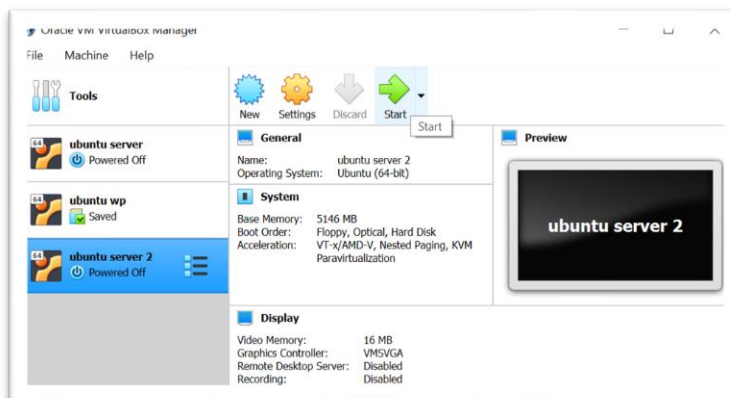 Oracle VM VirtualBox Manager
File Machine Help
Tools
New Settings Discard Start
Start
64
ubuntu server
Powered Off
64
ubuntu wp
Saved
64
ubuntu server 2
Powered Off
General
Name: ubuntu server 2
Operating System: Ubuntu (64-bit)
System
Base Memory: 5146 MB
Boot Order: Floppy, Optical, Hard Disk
Acceleration: VT-x/AMD-V, Nested Paging, KVM
Paravirtualization
Preview
ubuntu server 2
Display
Video Memory: 16 MB
Graphics Controller: VMSVGA
Remote Desktop Server: Disabled
Recording: Disabled